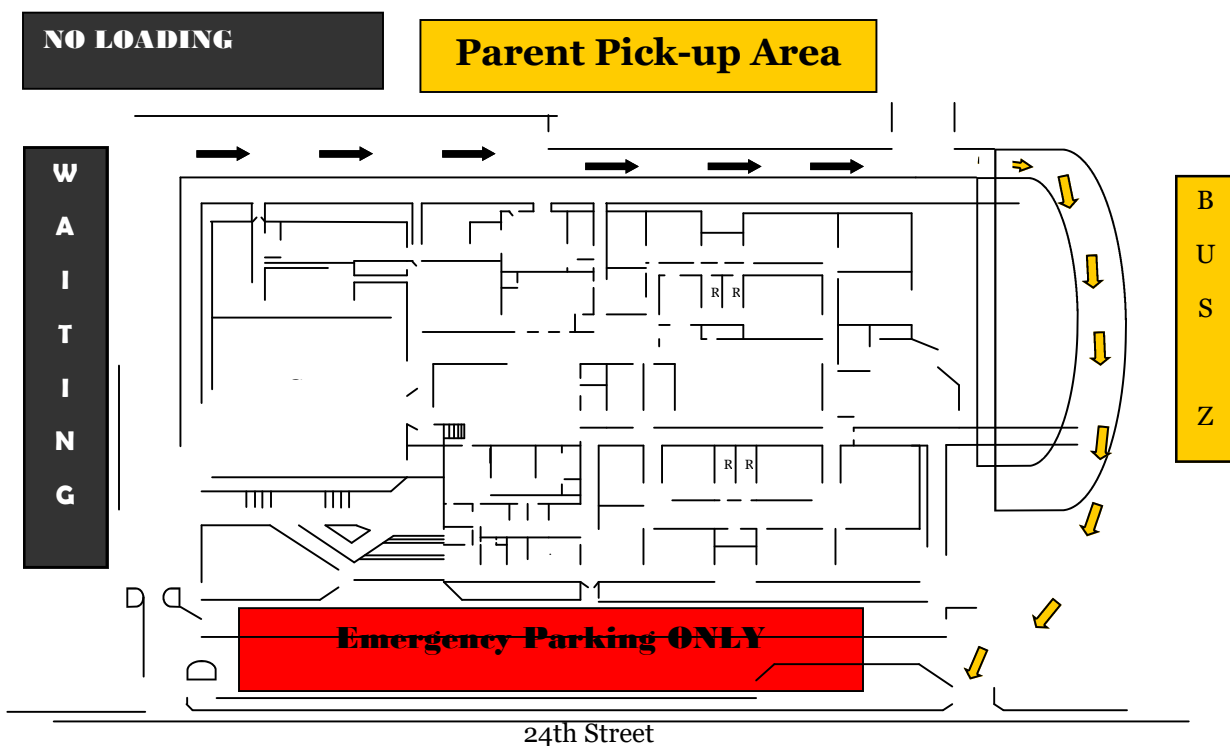 NO LOADING
Parent Pick-up Area
W
A
I
T
I
N
G
B
U
S
Z
R R
R R
Emergency Parking ONLY
24th Street